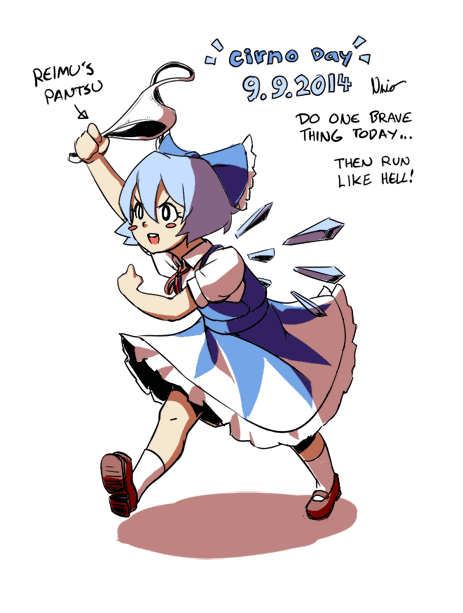 Cirno Day
9.9.2014
REIMU'S
PANTSU
DO ONE BRAVE
THING TODAY...
THEN RUN
LIKE HELL!